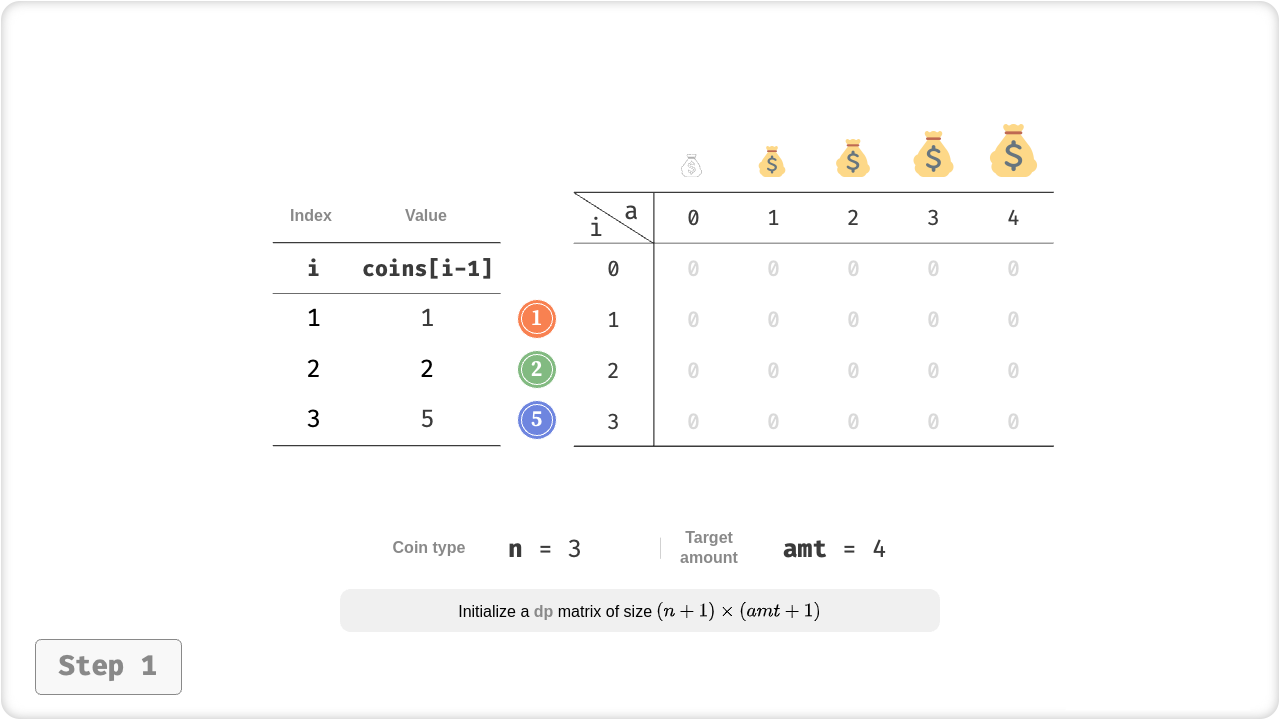 $ $ $ $ $
Index Value a 0 1 2 3 4
i
i coins[i-1] 0 0 0 0 0 0
1 1 1 1 0 0 0 0 0
2 2 2 2 0 0 0 0 0
3 5 5 3 0 0 0 0 0
Coin type n = 3 Target amount amt = 4
Initialize a dp matrix of size (n + 1) × (amt + 1)
Step 1